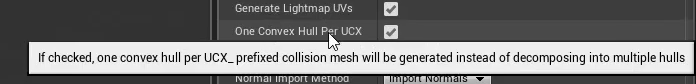 Generate Lightmap UVs
One Convex Hull Per UCX
If checked, one convex hull per UCX_ prefixed collision mesh will be generated instead of decomposing into multiple hulls
Normal Import Method Import Normals